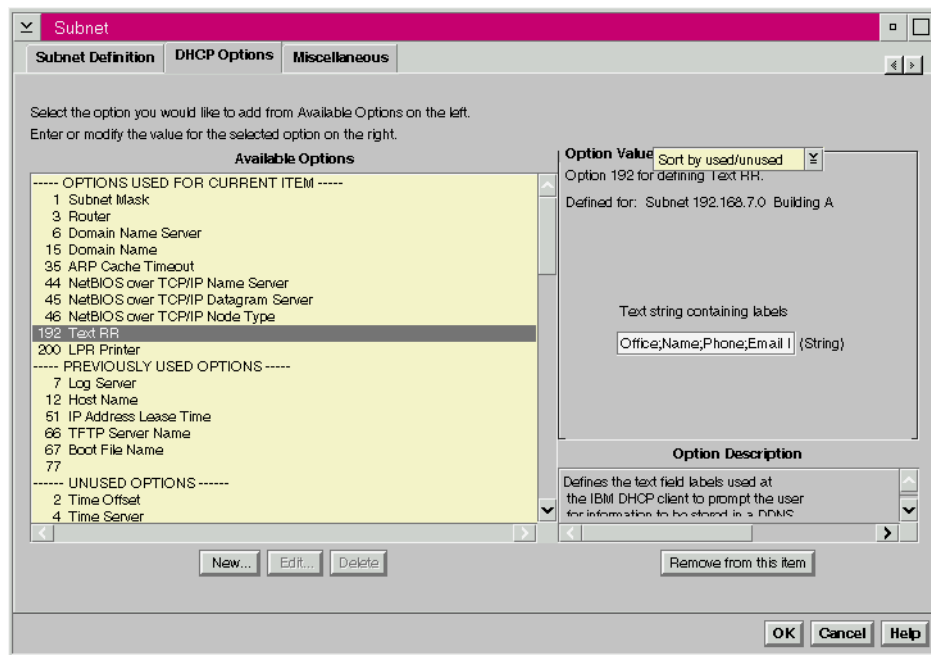 Subnet
Subnet Definition DHCP Options Miscellaneous
Select the option you would like to add from Available Options on the left.
Enter or modify the value for the selected option on the right.
Available Options
----- OPTIONS USED FOR CURRENT ITEM -----
1 Subnet Mask
3 Router
6 Domain Name Server
15 Domain Name
35 ARP Cache Timeout
44 NetBIOS over TCP/IP Name Server
45 NetBIOS over TCP/IP Datagram Server
46 NetBIOS over TCP/IP Node Type
192 Text RR
200 LPR Printer
----- PREVIOUSLY USED OPTIONS -----
7 Log Server
12 Host Name
51 IP Address Lease Time
66 TFTP Server Name
67 Boot File Name
77
------ UNUSED OPTIONS ------
2 Time Offset
4 Time Server
New... Edit... Delete
Option Value
Sort by used/unused
Option 192 for defining Text RR.
Defined for: Subnet 192.168.7.0 Building A
Text string containing labels
Office;Name;Phone;Email {String}
Option Description
Defines the text field labels used at
the IBM DHCP client to prompt the user
for information to be stored in a DDNS
Remove from this item
OK Cancel Help